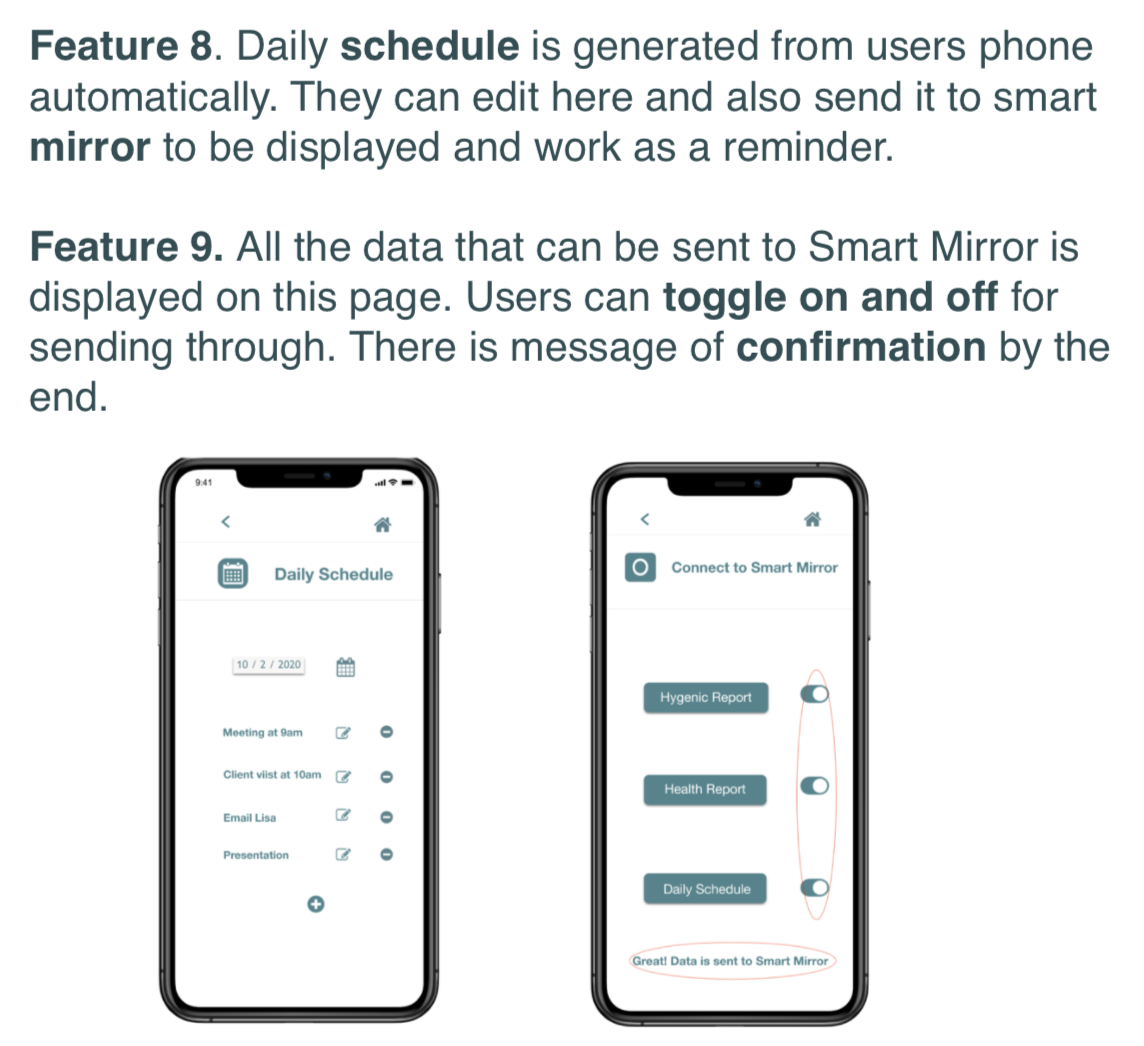 Feature 8. Daily schedule is generated from users phone
automatically. They can edit here and also send it to smart
mirror to be displayed and work as a reminder.
Feature 9. All the data that can be sent to Smart Mirror is
displayed on this page. Users can toggle on and off for
sending through. There is message of confirmation by the
end.
9:41
Daily Schedule
10 / 2 / 2020
Meeting at 9am
Client viist at 10am
Email Lisa
Presentation
Connect to Smart Mirror
Hygenic Report
Health Report
Daily Schedule
Great! Data is sent to Smart Mirror